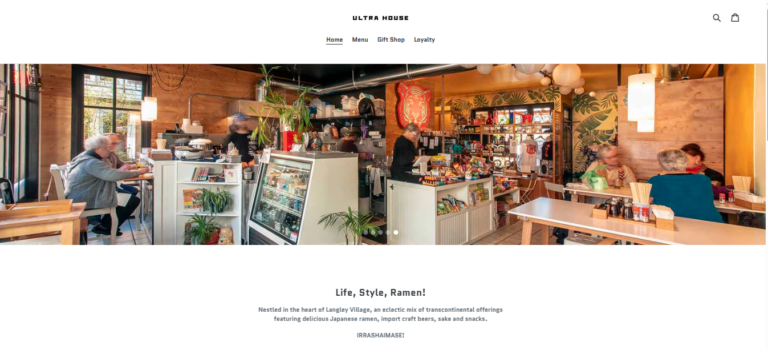 ULTRA HOUSE
Home Menu Gift Shop Loyalty
Life, Style, Ramen!
Nestled in the heart of Langley Village, an eclectic mix of transcontinental offerings
featuring delicious Japanese ramen, import craft beers, sake and snacks.
IRRASHAIMASE!